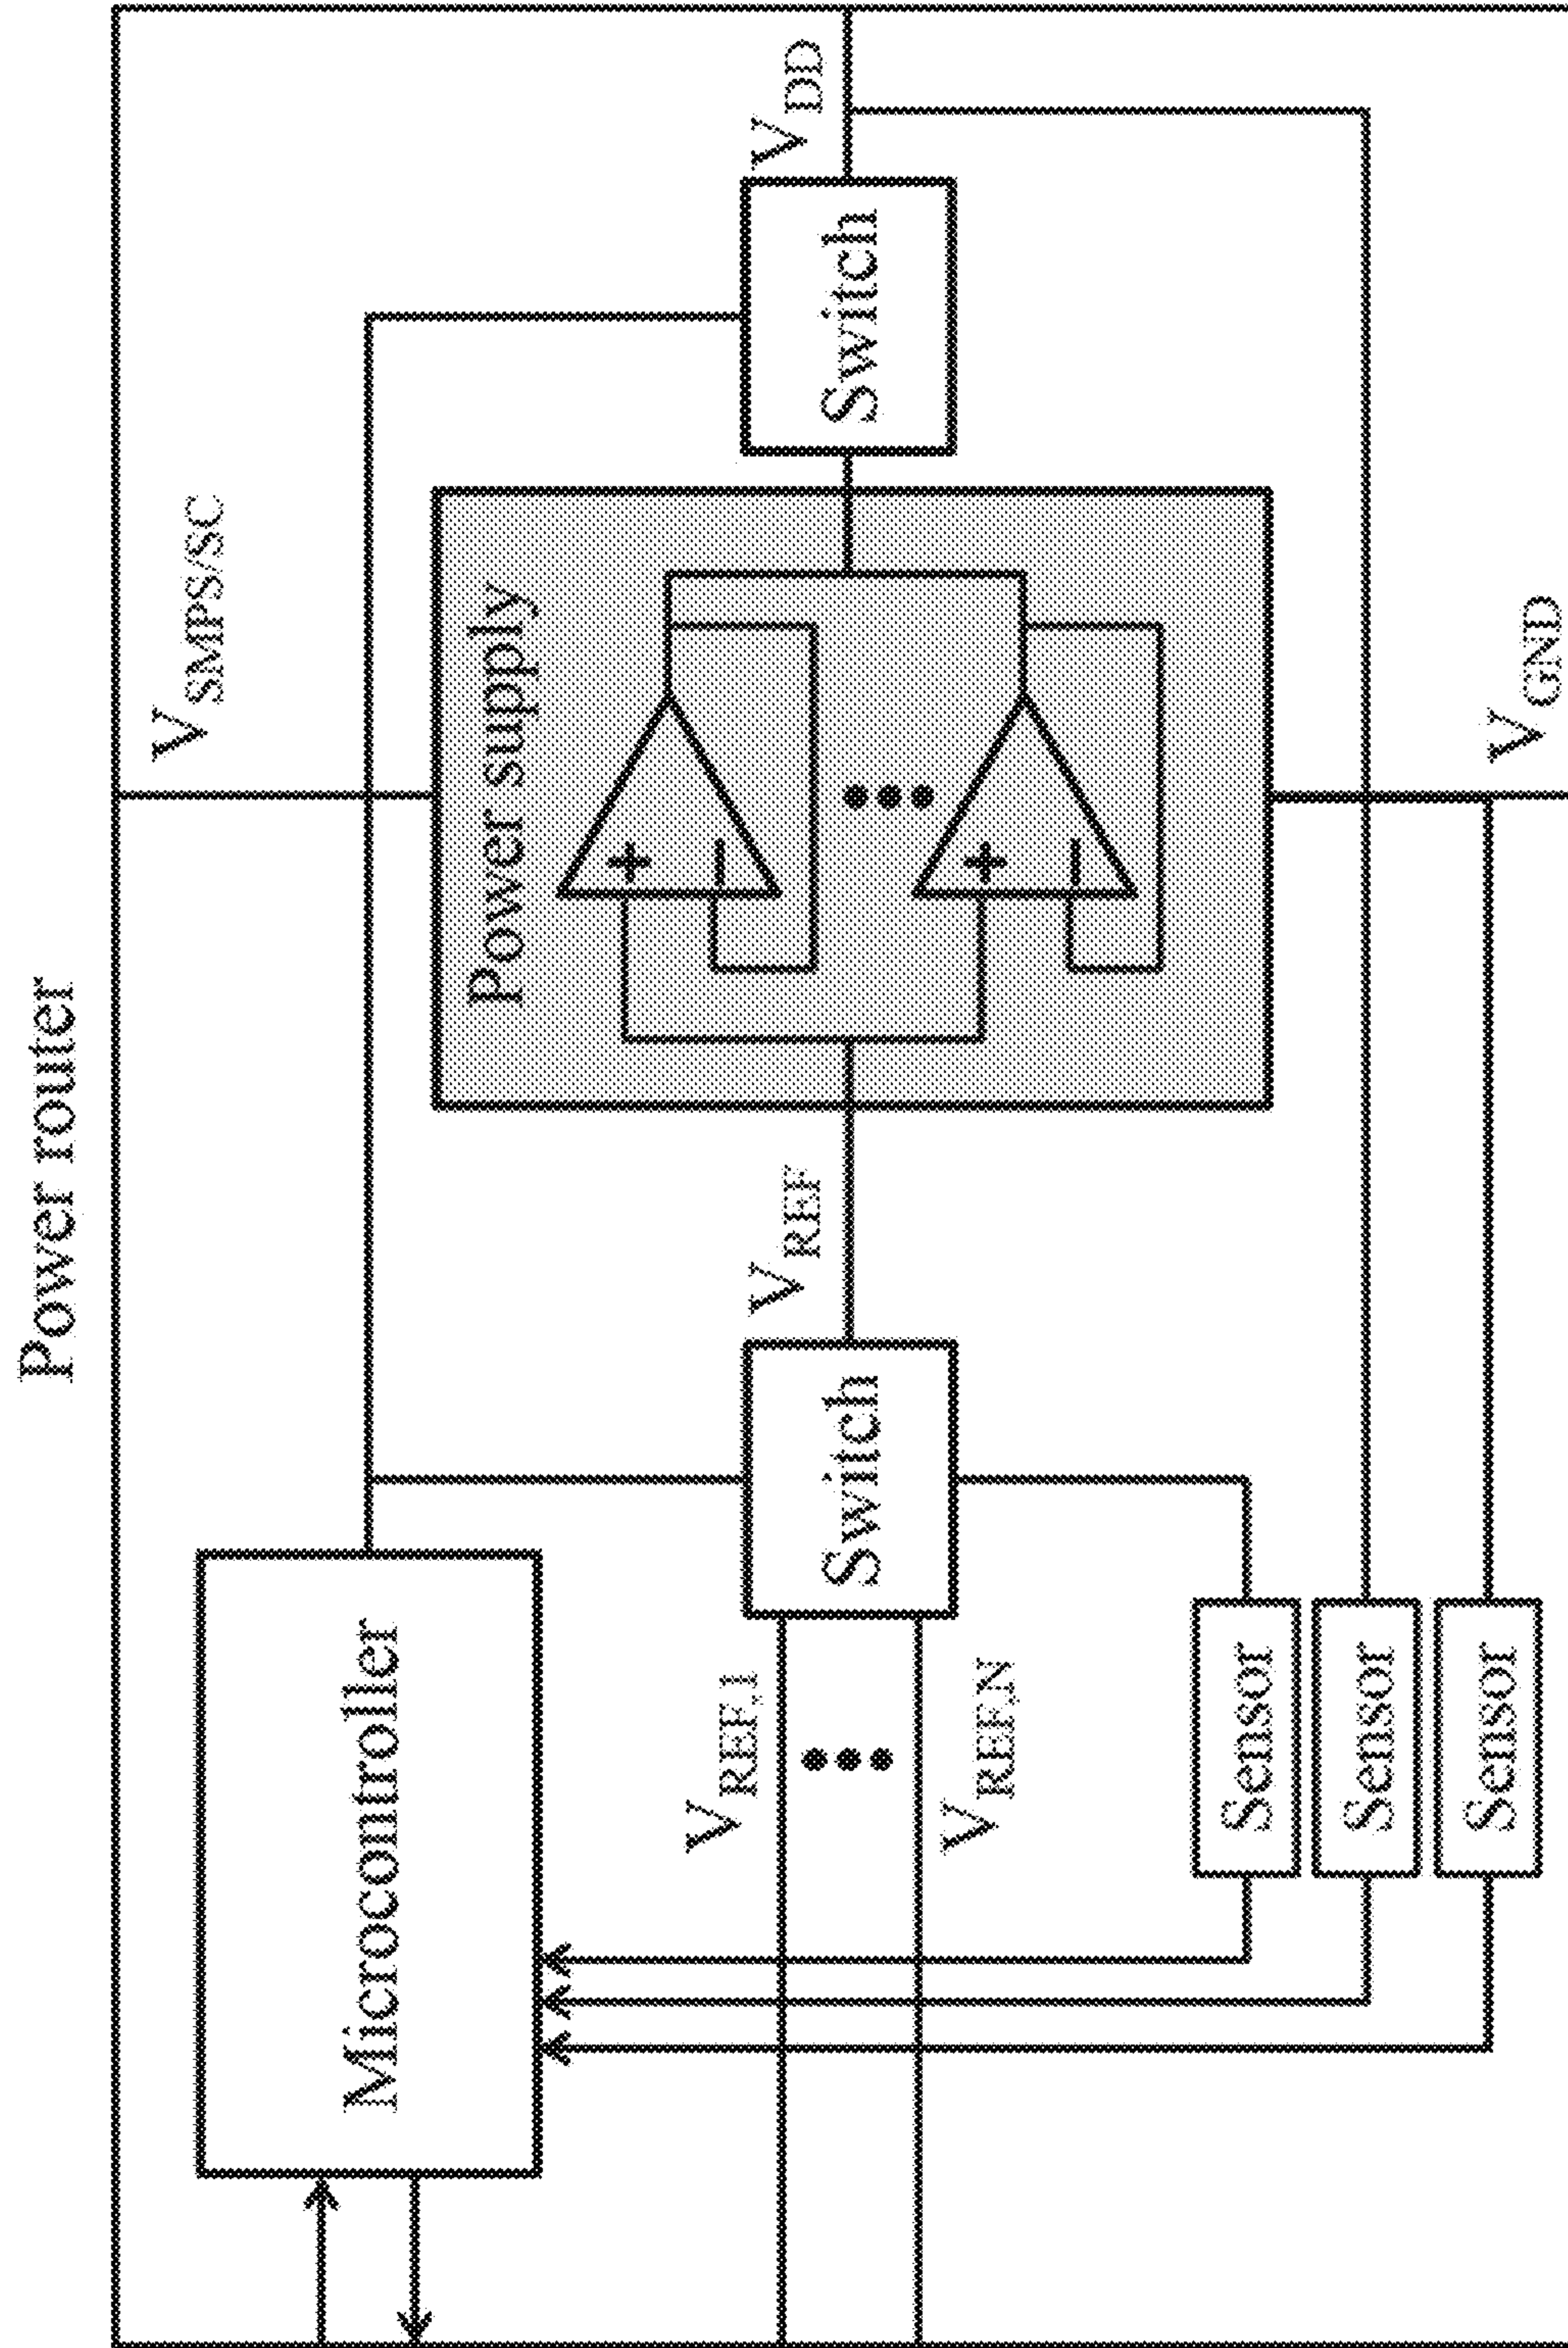 Power router
V_SMPS/SC
Microcontroller
Power supply
V_REF,1
V_REF,N
Switch
V_REF
+
−
+
−
Switch
V_DD
Sensor
Sensor
Sensor
V_GND